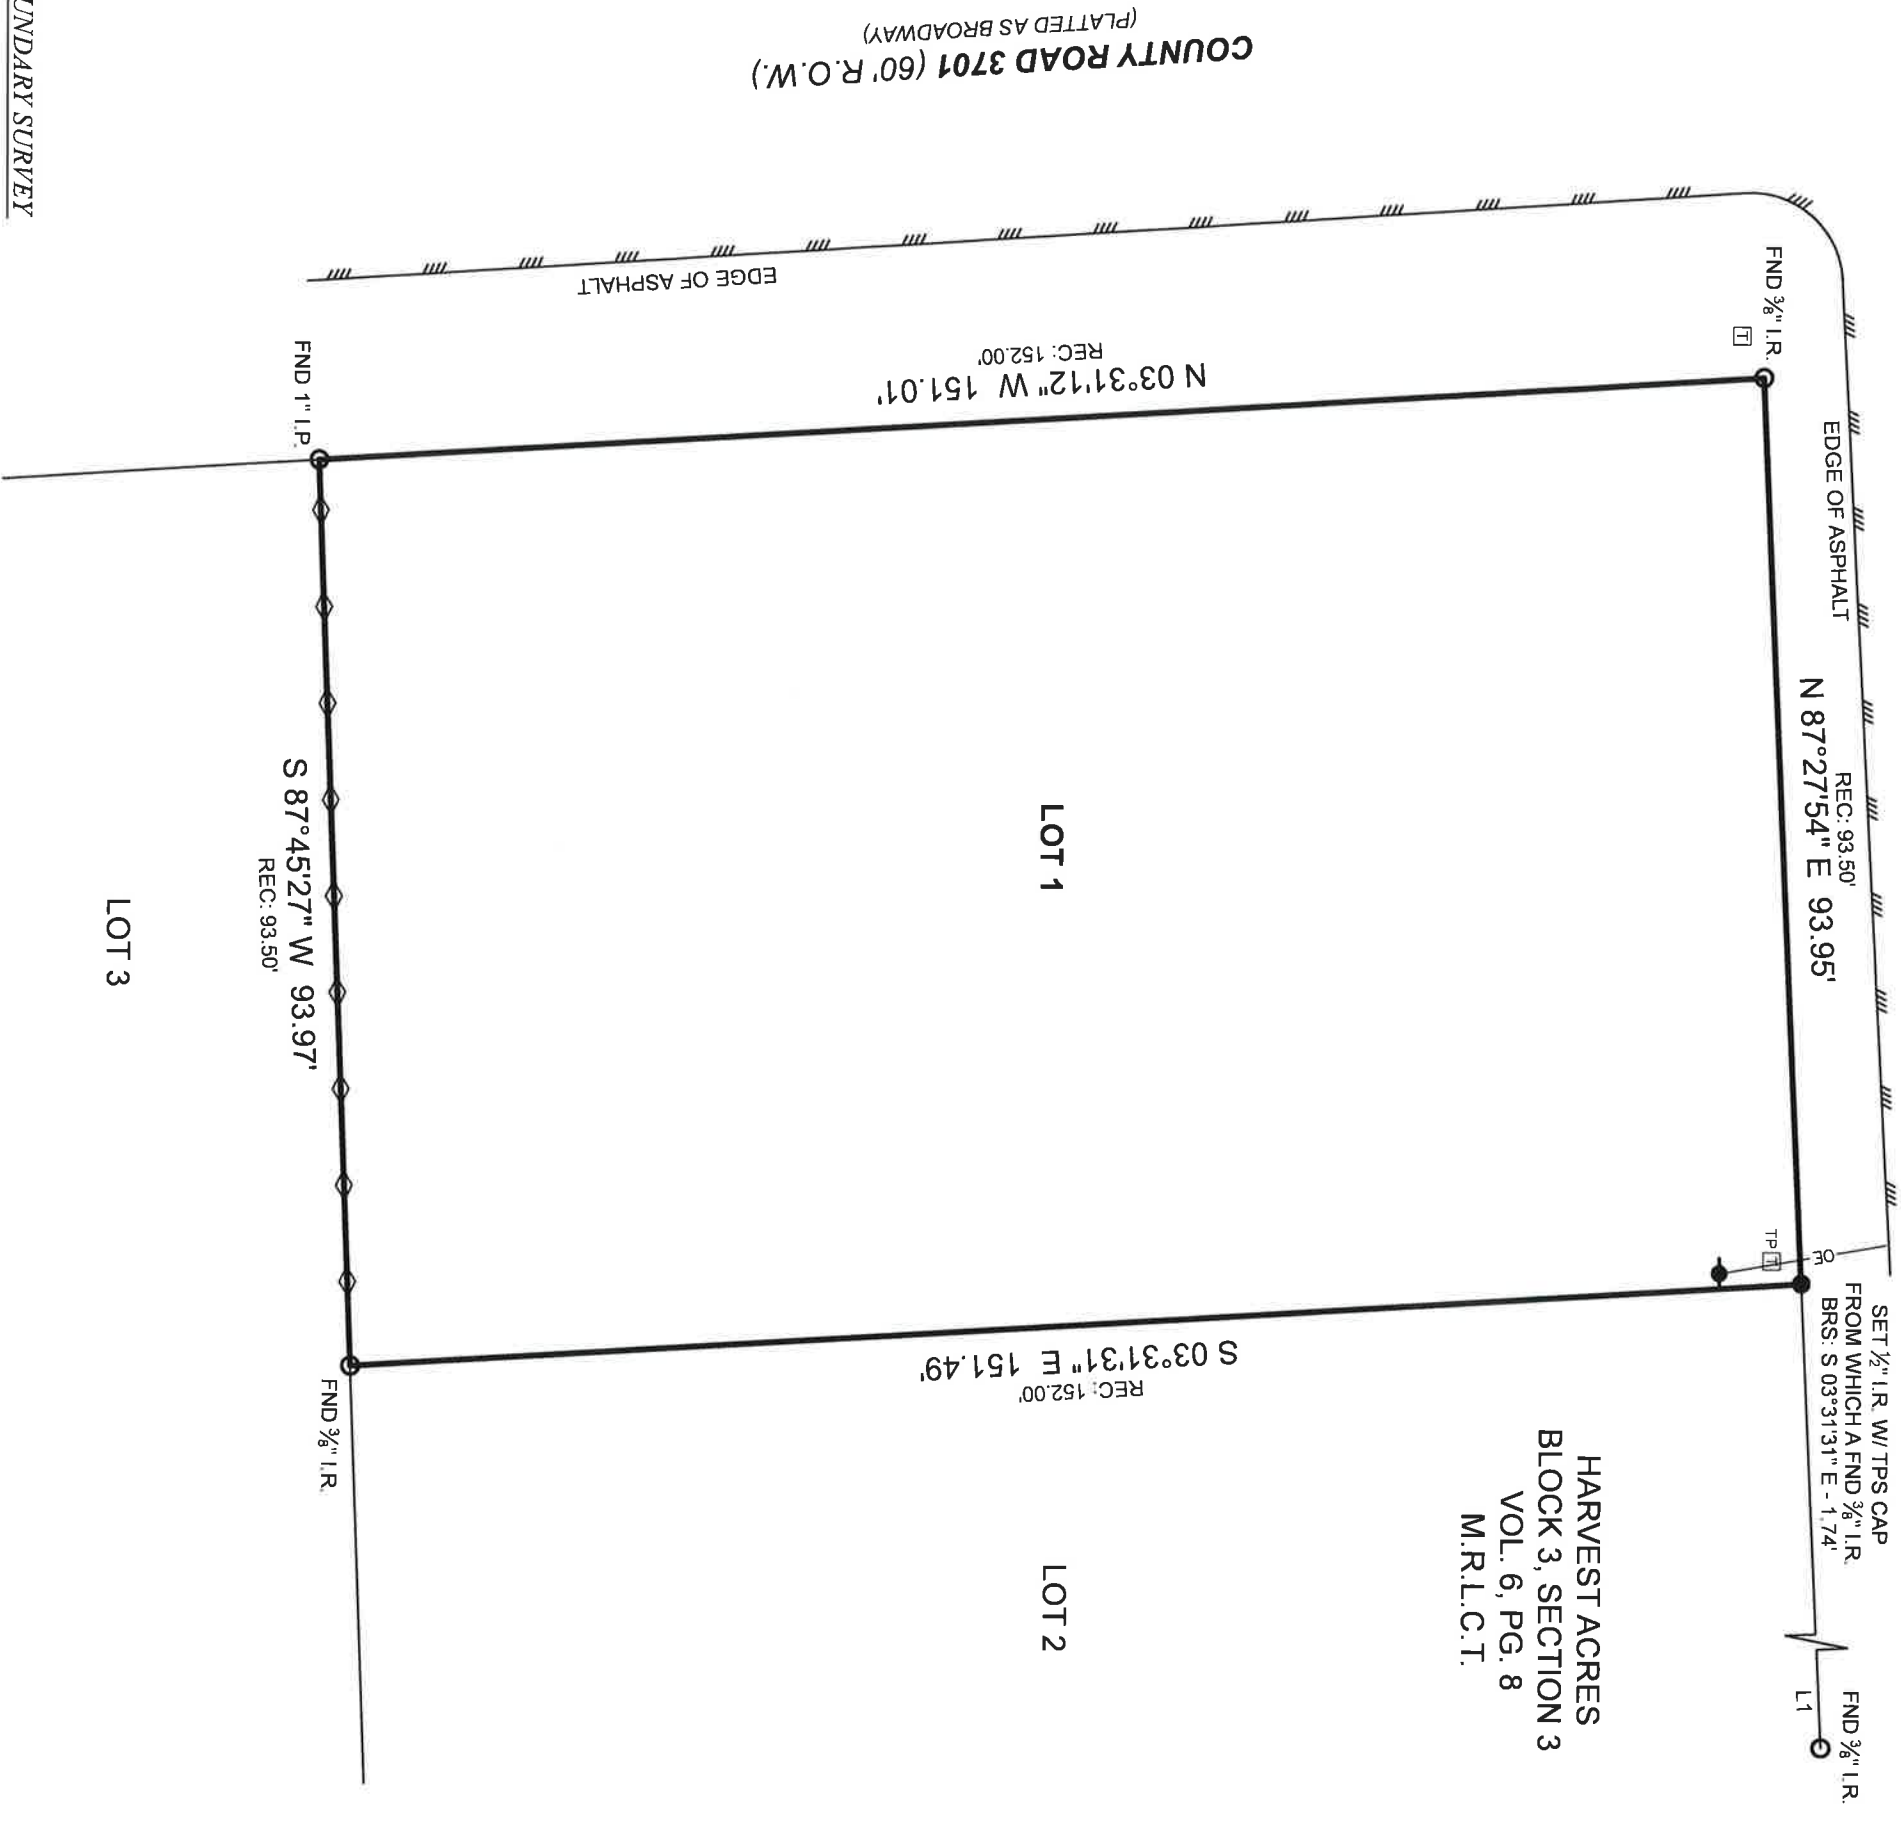 COUNTY ROAD 3701 (60' R.O.W.)
(PLATTED AS BROADWAY)
UNDARY SURVEY
EDGE OF ASPHALT
FND 3/8" I.R.
T
EDGE OF ASPHALT
N 03°31'12" W 151.01'
REC: 152.00'
FND 1" I.P.
REC: 93.50'
N 87°27'54" E 93.95'
LOT 1
S 87°45'27" W 93.97'
REC: 93.50'
LOT 3
OE
TP T
SET 1/2" I.R. W/ TPS CAP
FROM WHICH A FND 3/8" I.R.
BRS: S 03°31'31" E - 1.74'
S 03°31'31" E 151.49'
REC: 152.00'
FND 3/8" I.R.
HARVEST ACRES
BLOCK 3, SECTION 3
VOL. 6, PG. 8
M.R.L.C.T.
LOT 2
FND 3/8" I.R.
L1